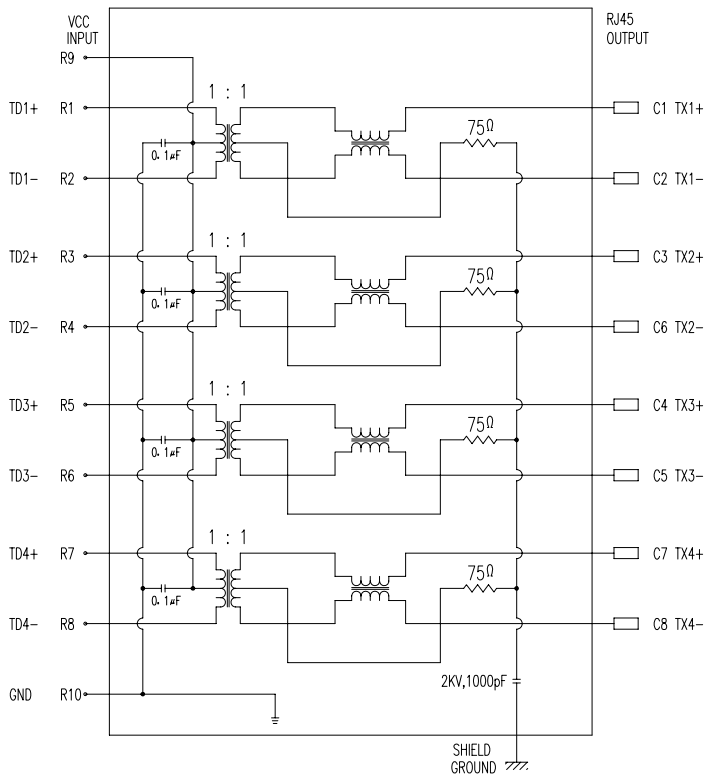 VCC
INPUT
RJ45
OUTPUT
R9
1 : 1
TD1+ R1
C1 TX1+
75Ω
0.1μF
TD1- R2
C2 TX1-
1 : 1
TD2+ R3
C3 TX2+
75Ω
0.1μF
TD2- R4
C6 TX2-
1 : 1
TD3+ R5
C4 TX3+
75Ω
0.1μF
TD3- R6
C5 TX3-
1 : 1
TD4+ R7
C7 TX4+
75Ω
0.1μF
TD4- R8
C8 TX4-
2KV,1000pF
GND R10
SHIELD
GROUND